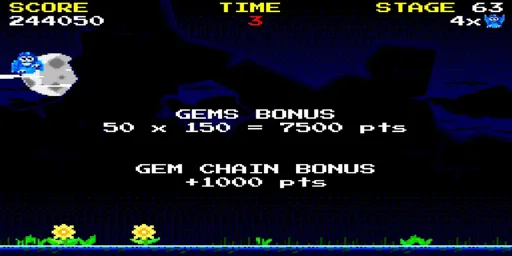 SCORE TIME STAGE 63
244050 3 4x
GEMS BONUS
50 x 150 = 7500 pts
GEM CHAIN BONUS
+1000 pts